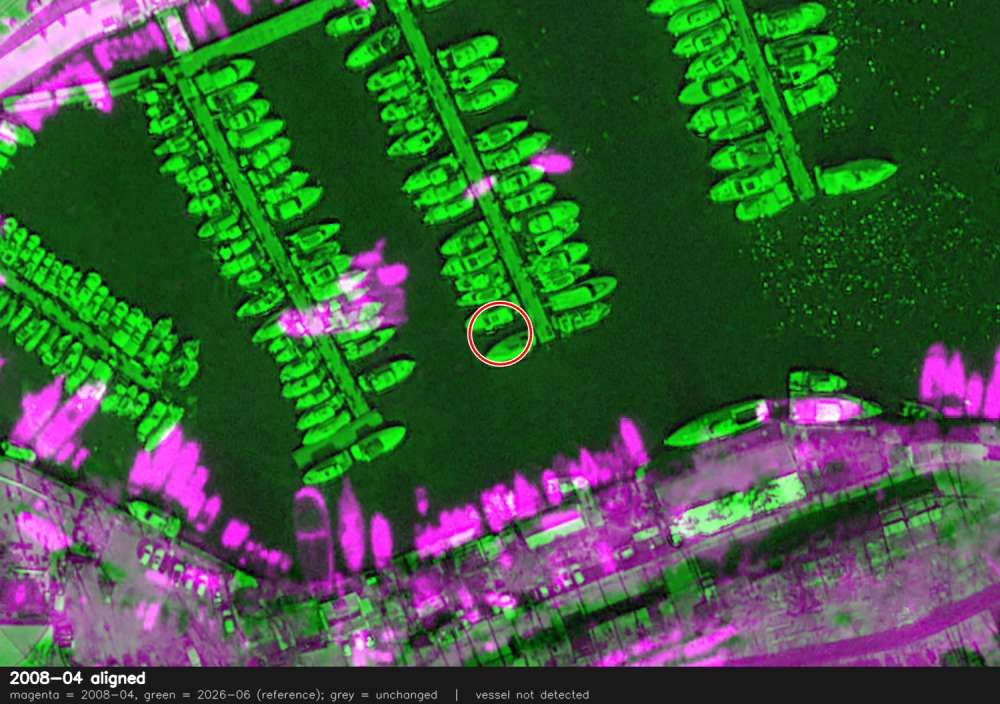 2008-04 aligned
magenta = 2008-04, green = 2026-06 (reference); grey = unchanged | vessel not detected